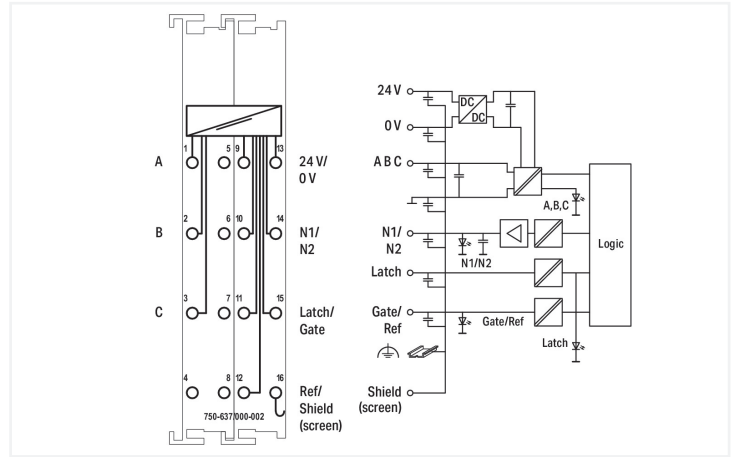 1 5 9 13
A 24 V/
0 V
2 6 10 14
B N1/
N2
3 7 11 15
C Latch/
Gate
4 8 12 16
Ref/
Shield
(screen)
750-637/000-002
24 V
DC
DC
0 V
A B C
A,B,C
N1/
N2
N1/N2
Logic
Latch
Gate/
Ref
Gate/Ref
Latch
Shield
(screen)